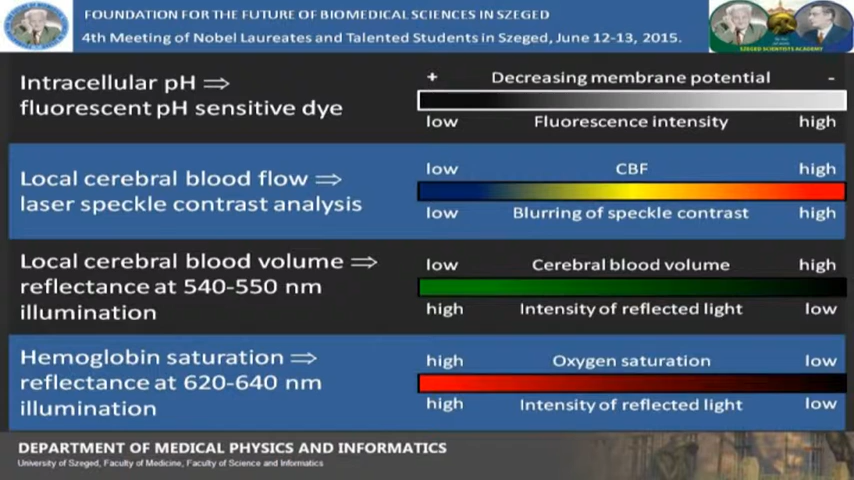 FOUNDATION FOR THE FUTURE OF BIOMEDICAL SCIENCES IN SZEGED
4th Meeting of Nobel Laureates and Talented Students in Szeged, June 12-13, 2015.
SZEGED SCIENTISTS ACADEMY
Intracellular pH ⇒
fluorescent pH sensitive dye
+ Decreasing membrane potential -
low Fluorescence intensity high
Local cerebral blood flow ⇒
laser speckle contrast analysis
low CBF high
low Blurring of speckle contrast high
Local cerebral blood volume ⇒
reflectance at 540-550 nm
illumination
low Cerebral blood volume high
high Intensity of reflected light low
Hemoglobin saturation ⇒
reflectance at 620-640 nm
illumination
high Oxygen saturation low
high Intensity of reflected light low
DEPARTMENT OF MEDICAL PHYSICS AND INFORMATICS
University of Szeged, Faculty of Medicine, Faculty of Science and Informatics